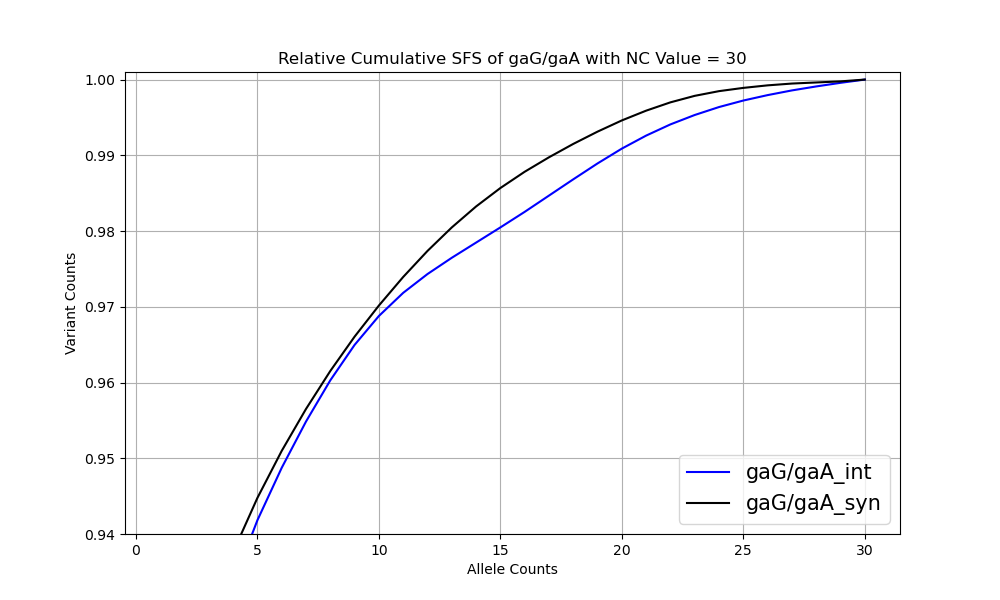 Relative Cumulative SFS of gaG/gaA with NC Value = 30
1.00
0.99
0.98
0.97
0.96
0.95
0.94
Variant Counts
gaG/gaA_int
gaG/gaA_syn
0 5 10 15 20 25 30
Allele Counts